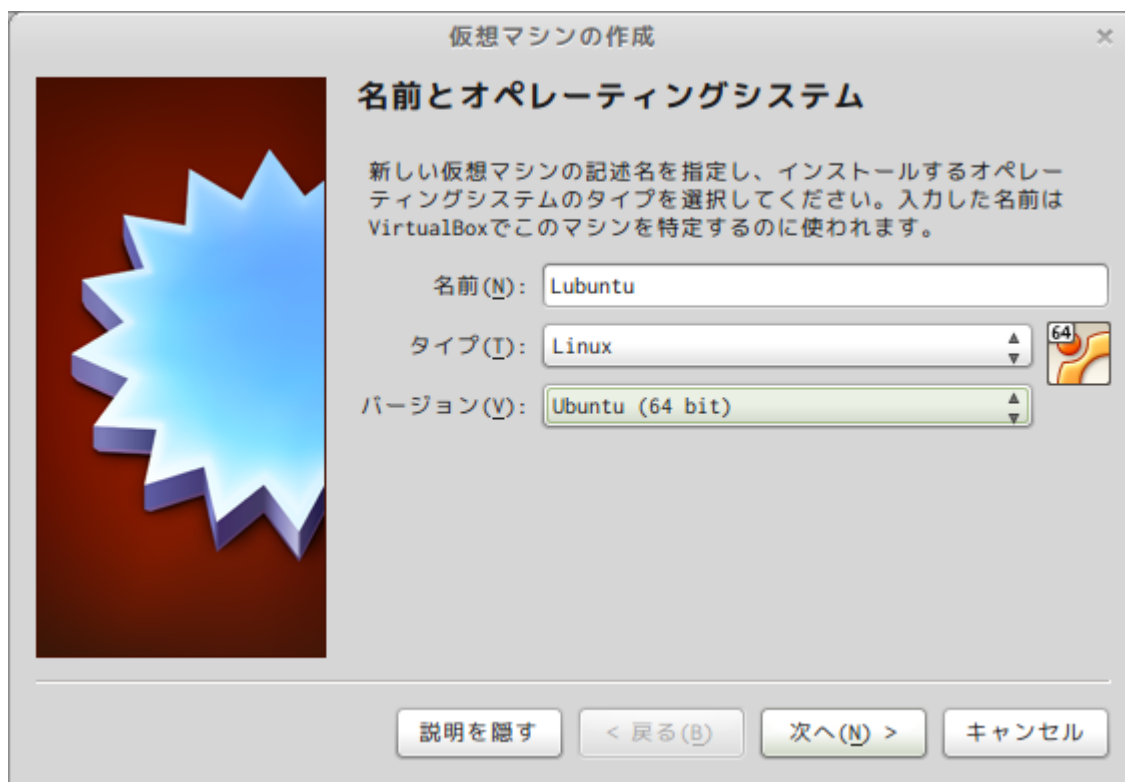 仮想マシンの作成
名前とオペレーティングシステム
新しい仮想マシンの記述名を指定し、インストールするオペレー
ティングシステムのタイプを選択してください。入力した名前は
VirtualBoxでこのマシンを特定するのに使われます。
名前(N): Lubuntu
タイプ(T): Linux
64
バージョン(V): Ubuntu (64 bit)
説明を隠す < 戻る(B) 次へ(N) > キャンセル